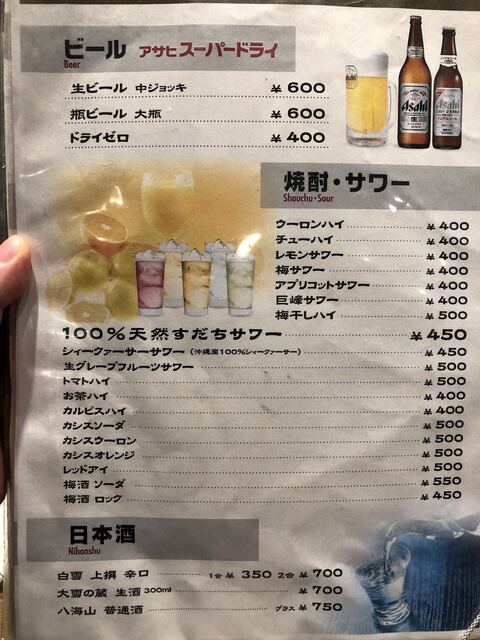 ビール アサヒスーパードライ
Beer
生ビール 中ジョッキ ¥600
瓶ビール 大瓶 ¥600
ドライゼロ ¥400
Asahi
Asahi
DRY ZERO
焼酎・サワー
Shouchu・Sour
ウーロンハイ ¥400
チューハイ ¥400
レモンサワー ¥400
梅サワー ¥400
アプリコットサワー ¥400
巨峰サワー ¥400
梅干しハイ ¥500
100%天然すだちサワー ¥450
シィークァーサーサワー（沖縄産100%シィークァーサー） ¥450
生グレープフルーツサワー ¥500
トマトハイ ¥500
お茶ハイ ¥400
カルピスハイ ¥400
カシスソーダ ¥500
カシスウーロン ¥500
カシスオレンジ ¥500
レッドアイ ¥500
梅酒 ソーダ ¥550
梅酒 ロック ¥450
日本酒
Nihonshu
白雪 上撰 辛口 1合 ¥350 2合 ¥700
大雪の蔵 生酒 300ml ¥700
八海山 普通酒 グラス ¥750